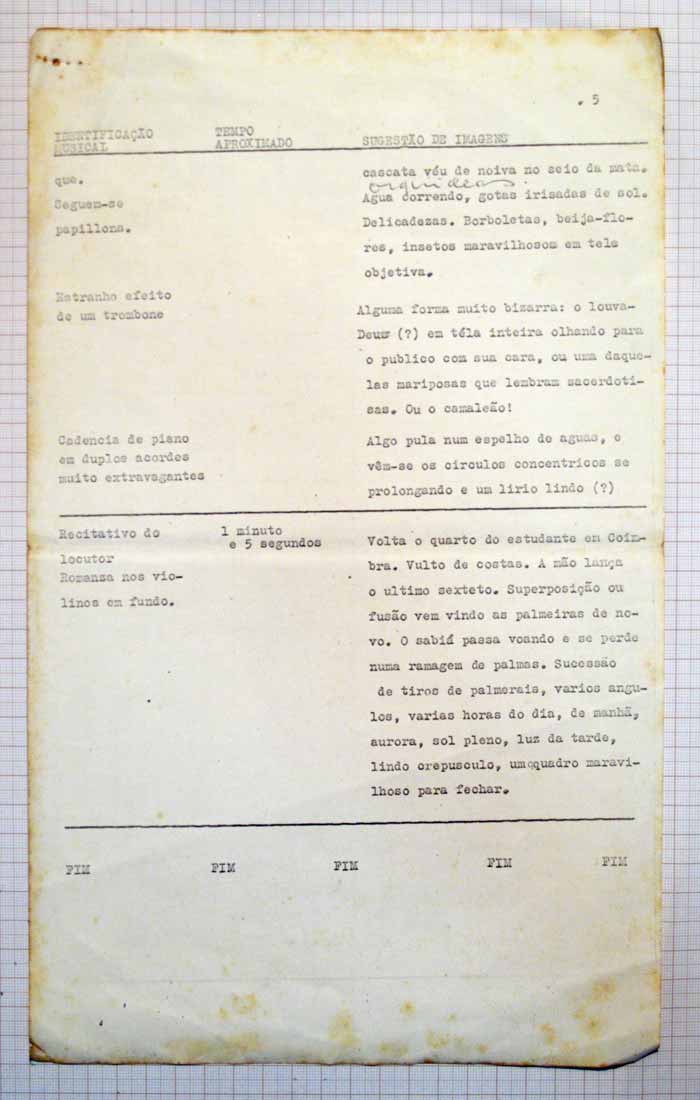 . 5
IDENTIFICAÇÃO TEMPO SUGESTÃO DE IMAGENS
MUSICAL APROXIMADO
que.
Seguem-se
papillons.
cascata véu de noiva no seio da mata.
orquideas.
Agua correndo, gotas irisadas de sol.
Delicadezas. Borboletas, beija-flo-
res, insetos maravilhosom em tele
objetiva.
Estranho efeito
de um trombone
Alguma forma muito bizarra: o louva-
Deus (?) em téla inteira olhando para
o publico com sua cara, ou uma daque-
las mariposas que lembram sacerdoti-
sas. Ou o camaleão!
Cadencia de piano
em duplos acordes
muito extravagantes
Algo pula num espelho de aguas, e
vêm-se os circulos concentricos se
prolongando e um lirio lindo (?)
Recitativo do
locutor
Romanza nos vio-
linos em fundo.
1 minuto
e 5 segundos
Volta o quarto do estudante em Coim-
bra. Vulto de costas. A mão lança
o ultimo sexteto. Superposição ou
fusão vem vindo as palmeiras de no-
vo. O sabiá passa voando e se perde
numa ramagem de palmas. Sucessão
de tiros de palmerais, varios angu-
los, varias horas do dia, de manhã,
aurora, sol pleno, luz da tarde,
lindo crepusculo, um quadro maravi-
lhoso para fechar.
FIM FIM FIM FIM FIM